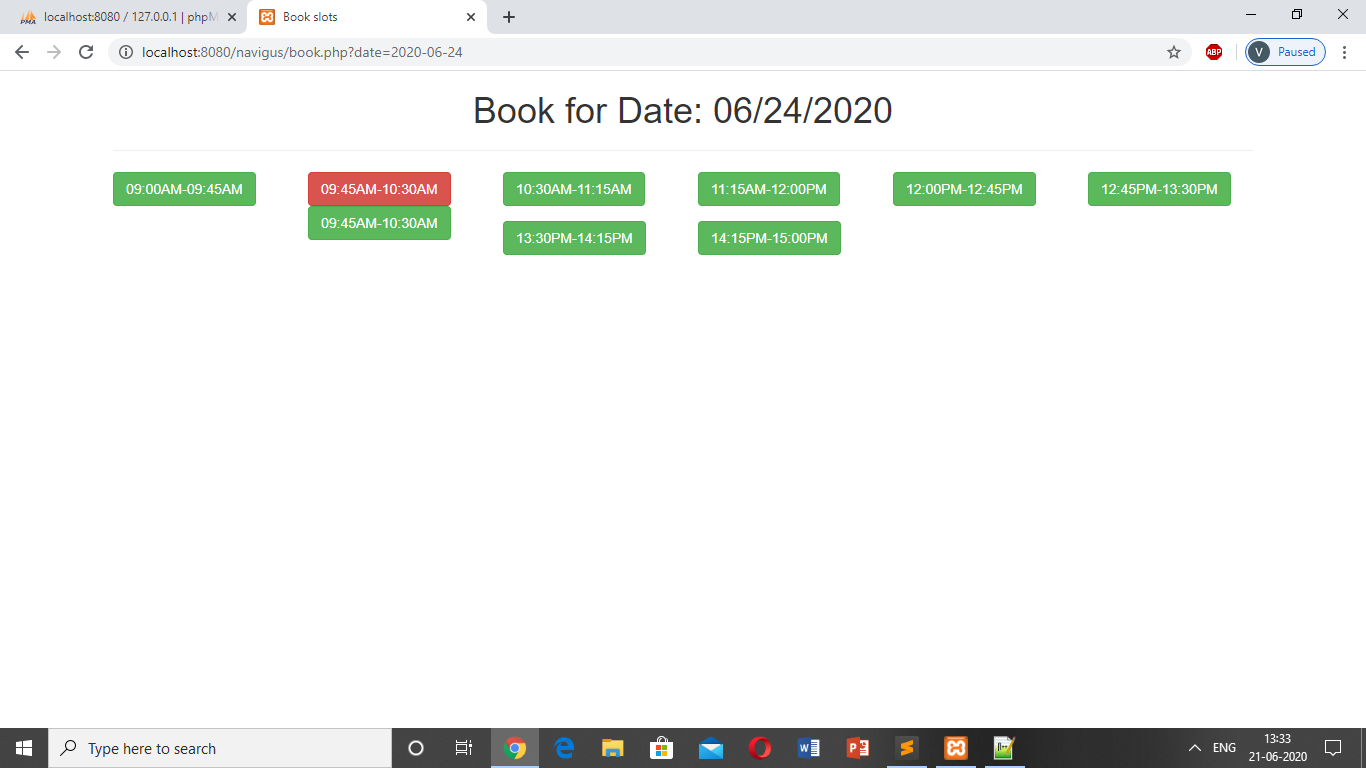 localhost:8080 / 127.0.0.1 | phpM
Book slots
localhost:8080/navigus/book.php?date=2020-06-24
ABP
V Paused
Book for Date: 06/24/2020
09:00AM-09:45AM 09:45AM-10:30AM 10:30AM-11:15AM 11:15AM-12:00PM 12:00PM-12:45PM 12:45PM-13:30PM
09:45AM-10:30AM
13:30PM-14:15PM 14:15PM-15:00PM
Type here to search
ENG
13:33
21-06-2020